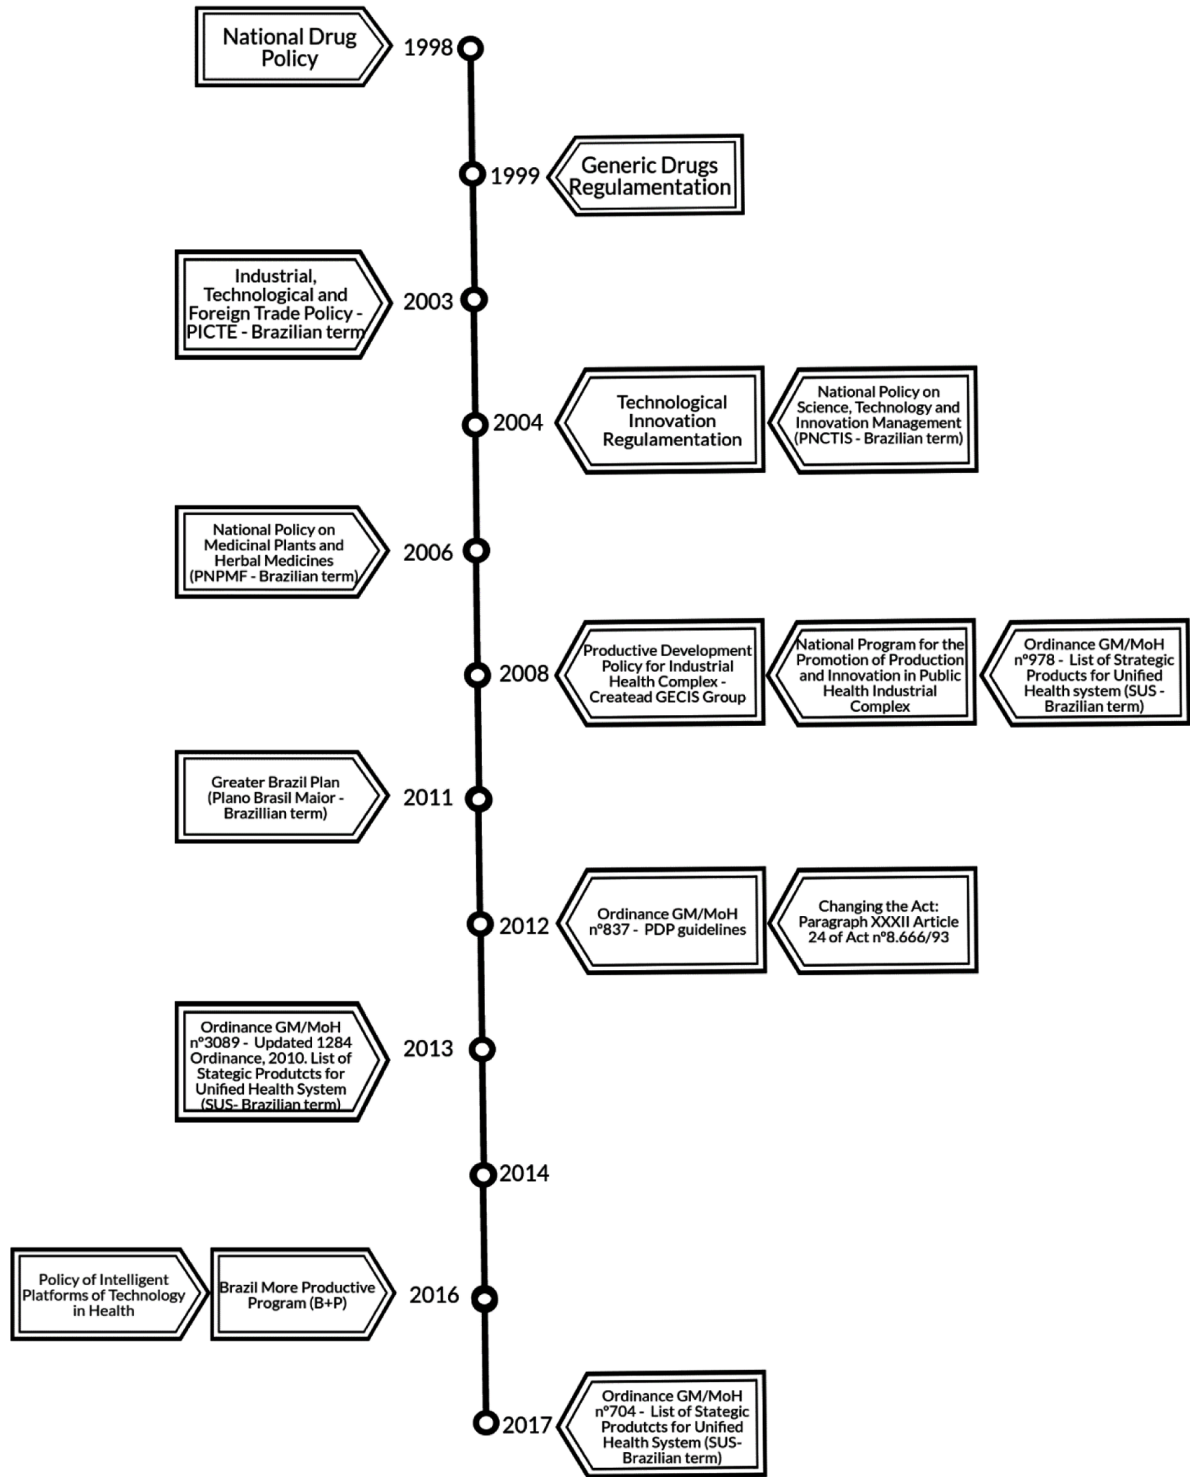 National Drug
Policy
1998
1999
Generic Drugs
Regulamentation
Industrial,
Technological and
Foreign Trade Policy -
PICTE - Brazilian term
2003
2004
Technological
Innovation
Regulamentation
National Policy on
Science, Technology and
Innovation Management
(PNCTIS - Brazilian term)
National Policy on
Medicinal Plants and
Herbal Medicines
(PNPMF - Brazilian term)
2006
2008
Productive Development
Policy for Industrial
Health Complex -
Createad GECIS Group
National Program for the
Promotion of Production
and Innovation in Public
Health Industrial
Complex
Ordinance GM/MoH
nº978 - List of Strategic
Products for Unified
Health system (SUS -
Brazilian term)
Greater Brazil Plan
(Plano Brasil Maior -
Brazillian term)
2011
2012
Ordinance GM/MoH
nº837 - PDP guidelines
Changing the Act:
Paragraph XXXII Article
24 of Act nº8.666/93
Ordinance GM/MoH
nº3089 - Updated 1284
Ordinance, 2010. List of
Stategic Produtcts for
Unified Health System
(SUS- Brazilian term)
2013
2014
Policy of Intelligent
Platforms of Technology
in Health
Brazil More Productive
Program (B+P)
2016
2017
Ordinance GM/MoH
nº704 - List of Stategic
Produtcts for Unified
Health System (SUS-
Brazilian term)